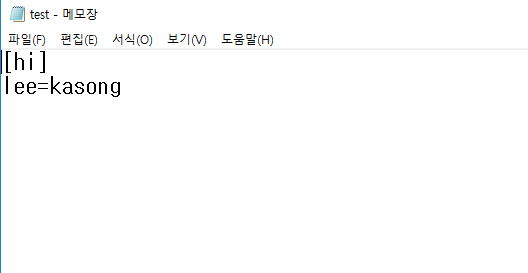 test - 메모장
파일(F) 편집(E) 서식(O) 보기(V) 도움말(H)
[hi]
lee=kasong